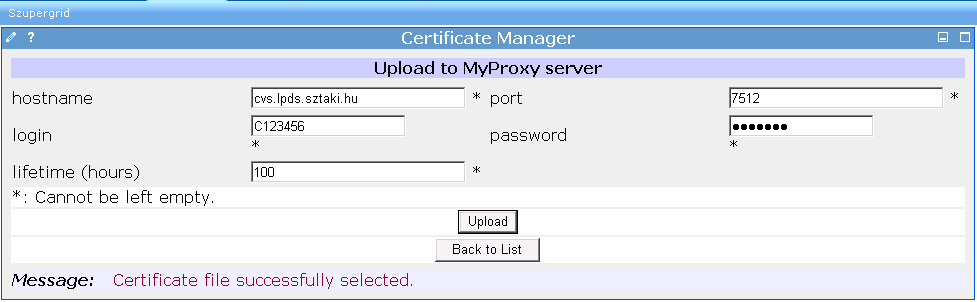 Szupergrid
? Certificate Manager
Upload to MyProxy server
hostname cvs.lpds.sztaki.hu * port 7512 *
login C123456 * password ●●●●●●● *
lifetime (hours) 100 *
*: Cannot be left empty.
Upload
Back to List
Message: Certificate file successfully selected.